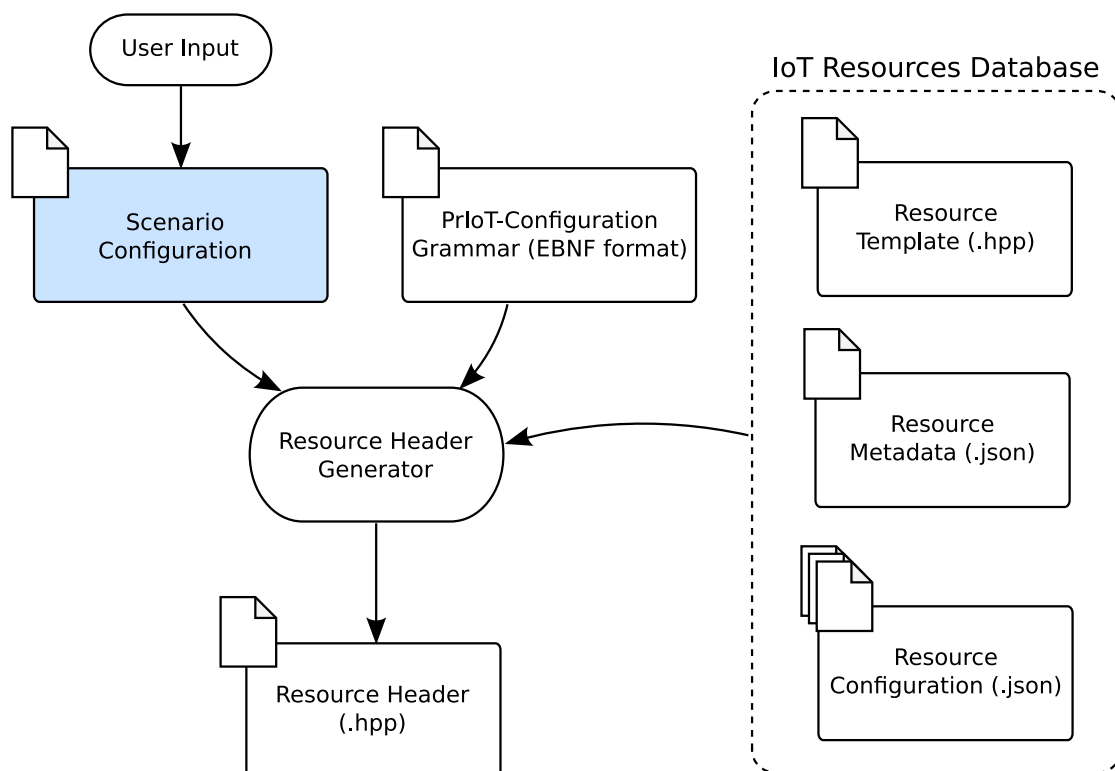 User Input
IoT Resources Database
Scenario
Configuration
PrIoT-Configuration
Grammar (EBNF format)
Resource
Template (.hpp)
Resource Header
Generator
Resource
Metadata (.json)
Resource Header
(.hpp)
Resource
Configuration (.json)